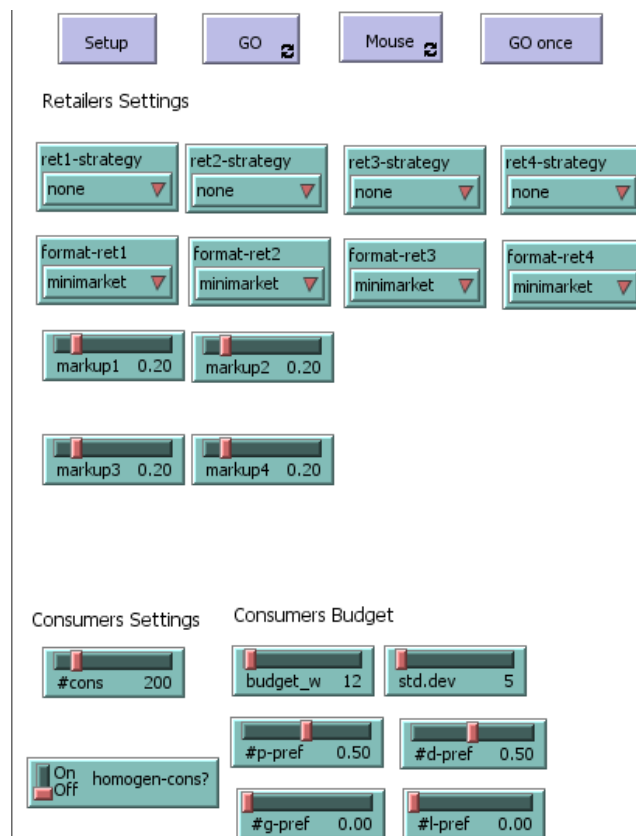 Setup GO Mouse GO once
Retailers Settings
ret1-strategy ret2-strategy ret3-strategy ret4-strategy
none none none none
format-ret1 format-ret2 format-ret3 format-ret4
minimarket minimarket minimarket minimarket
markup1 0.20 markup2 0.20
markup3 0.20 markup4 0.20
Consumers Settings Consumers Budget
#cons 200 budget_w 12 std.dev 5
#p-pref 0.50 #d-pref 0.50
On
Off homogen-cons?
#g-pref 0.00 #l-pref 0.00